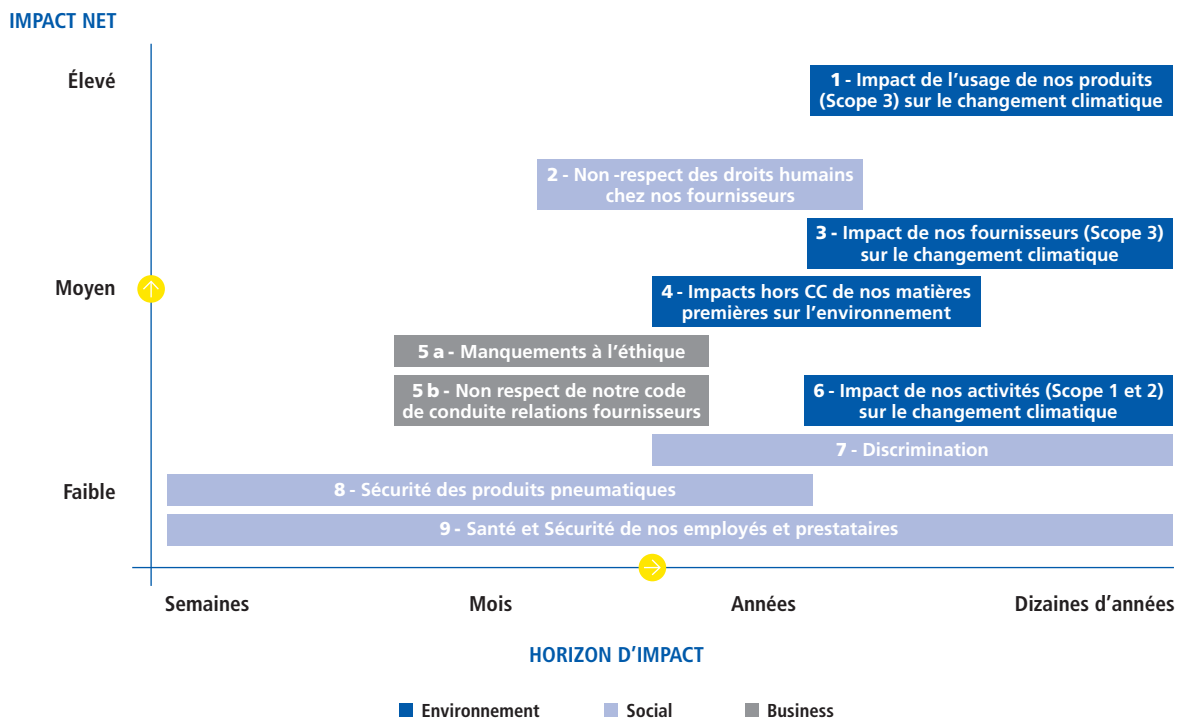 IMPACT NET
Élevé
1 - Impact de l’usage de nos produits
(Scope 3) sur le changement climatique
2 - Non -respect des droits humains
chez nos fournisseurs
3 - Impact de nos fournisseurs (Scope 3)
sur le changement climatique
Moyen
4 - Impacts hors CC de nos matières
premières sur l’environnement
5 a - Manquements à l’éthique
5 b - Non respect de notre code
de conduite relations fournisseurs
6 - Impact de nos activités (Scope 1 et 2)
sur le changement climatique
7 - Discrimination
Faible
8 - Sécurité des produits pneumatiques
9 - Santé et Sécurité de nos employés et prestataires
Semaines
Mois
Années
Dizaines d’années
HORIZON D’IMPACT
Environnement
Social
Business